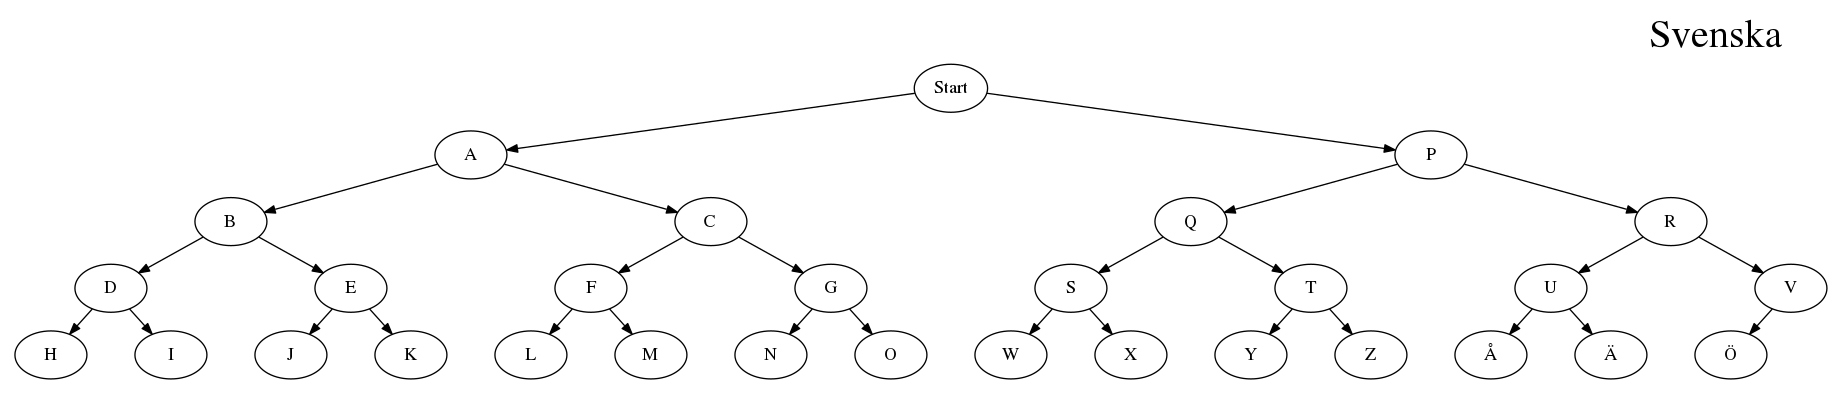 Svenska
Start
A P
B C Q R
D E F G S T U V
H I J K L M N O W X Y Z Å Ä Ö